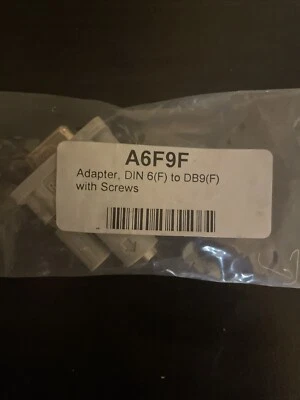 A6F9F
Adapter, DIN 6(F) to DB9(F)
with Screws